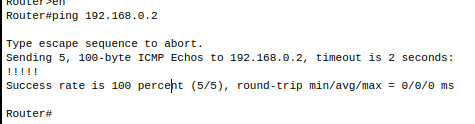 Router>en
Router#ping 192.168.0.2
Type escape sequence to abort.
Sending 5, 100-byte ICMP Echos to 192.168.0.2, timeout is 2 seconds:
!!!!!
Success rate is 100 percent (5/5), round-trip min/avg/max = 0/0/0 ms
Router#